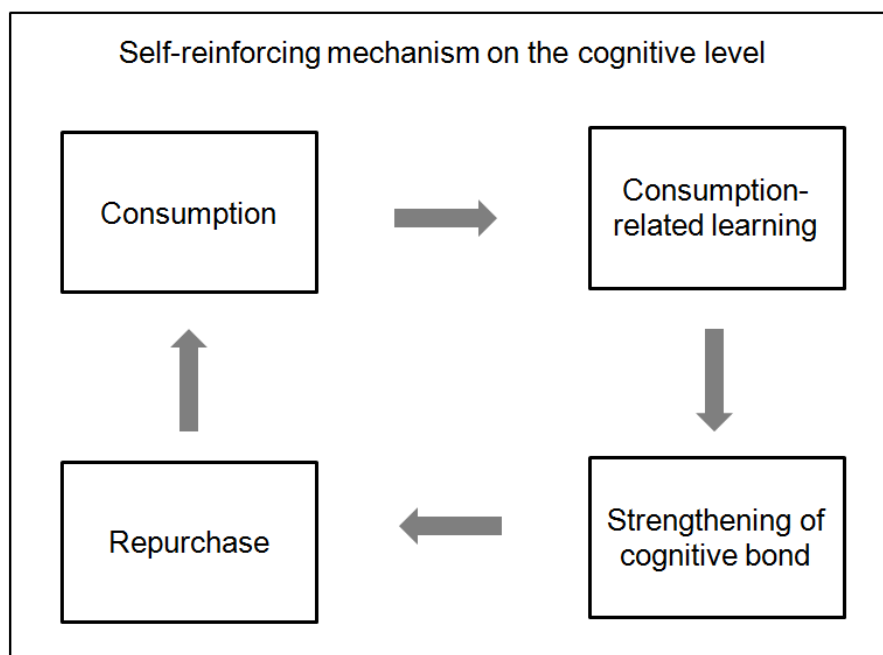 Self-reinforcing mechanism on the cognitive level
Consumption
Consumption-
related learning
Repurchase
Strengthening of
cognitive bond